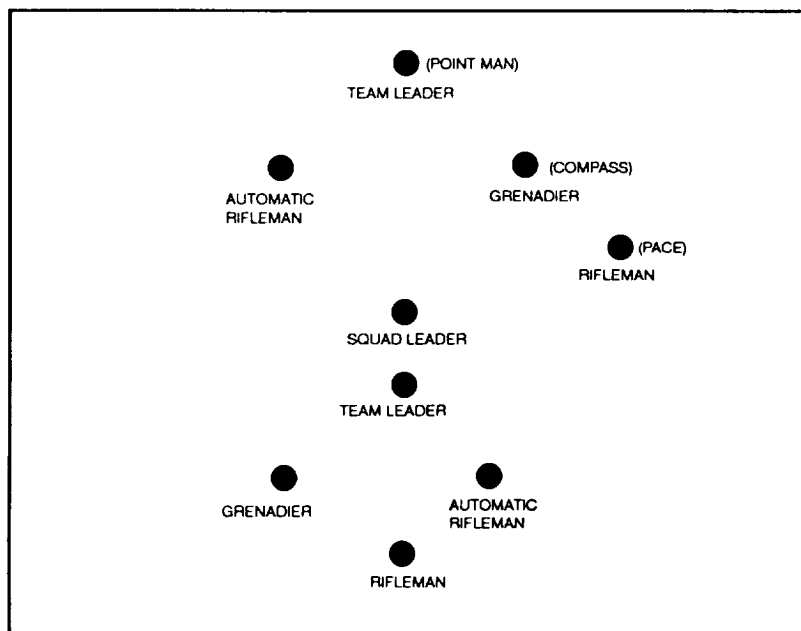 (POINT MAN)
TEAM LEADER
AUTOMATIC
RIFLEMAN
(COMPASS)
GRENADIER
(PACE)
RIFLEMAN
SQUAD LEADER
TEAM LEADER
GRENADIER
AUTOMATIC
RIFLEMAN
RIFLEMAN